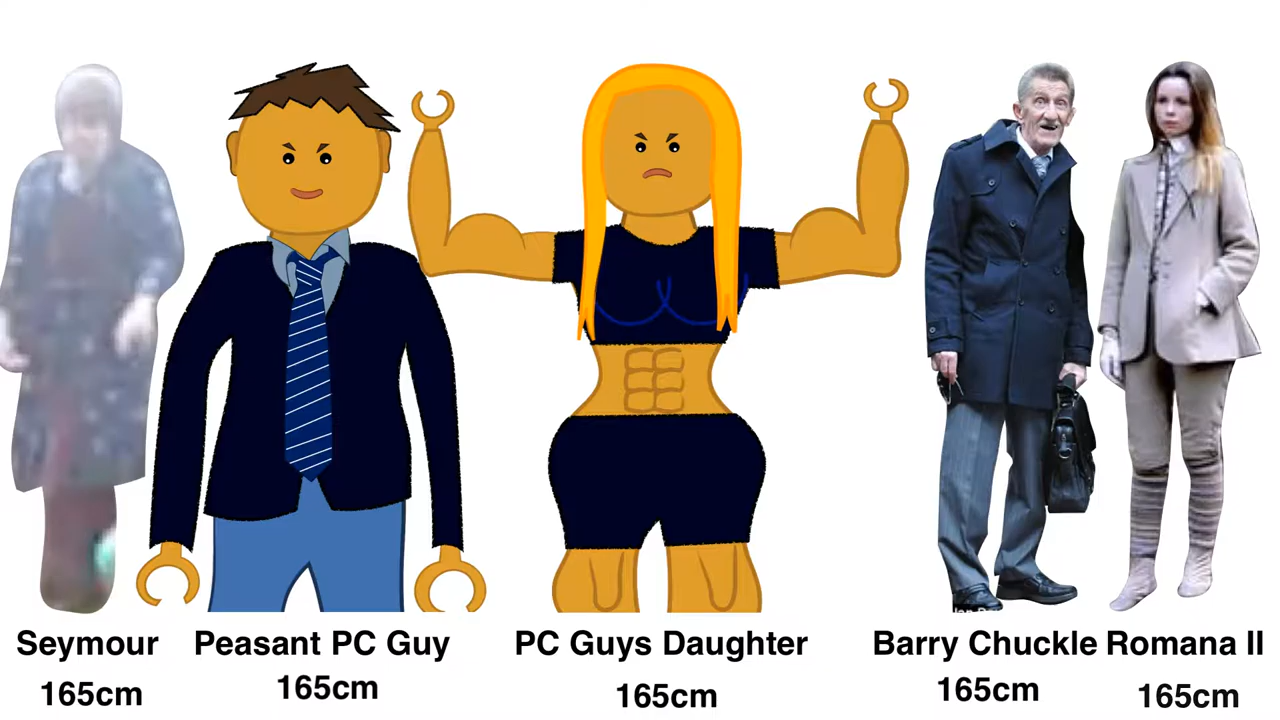 Seymour
165cm
Peasant PC Guy
165cm
PC Guys Daughter
165cm
Barry Chuckle
165cm
Romana II
165cm